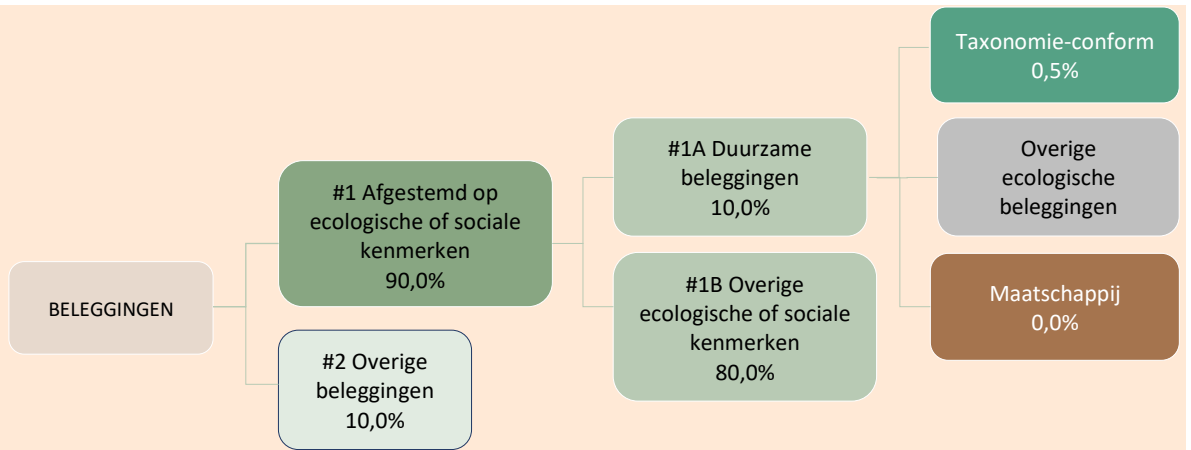 BELEGGINGEN
#1 Afgestemd op
ecologische of sociale
kenmerken
90,0%
#2 Overige
beleggingen
10,0%
#1A Duurzame
beleggingen
10,0%
#1B Overige
ecologische of sociale
kenmerken
80,0%
Taxonomie-conform
0,5%
Overige
ecologische
beleggingen
Maatschappij
0,0%